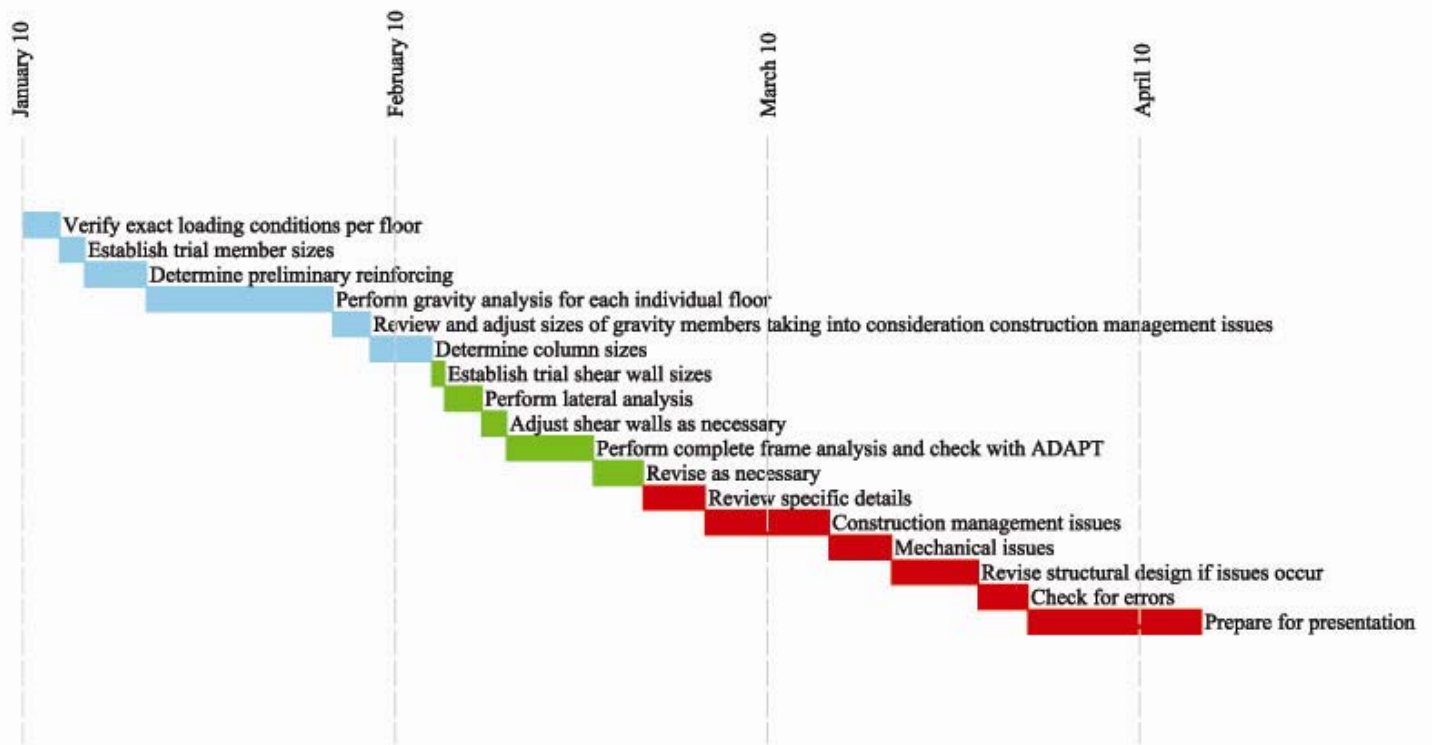 January 10
February 10
March 10
April 10
Verify exact loading conditions per floor
Establish trial member sizes
Determine preliminary reinforcing
Perform gravity analysis for each individual floor
Review and adjust sizes of gravity members taking into consideration construction management issues
Determine column sizes
Establish trial shear wall sizes
Perform lateral analysis
Adjust shear walls as necessary
Perform complete frame analysis and check with ADAPT
Revise as necessary
Review specific details
Construction management issues
Mechanical issues
Revise structural design if issues occur
Check for errors
Prepare for presentation